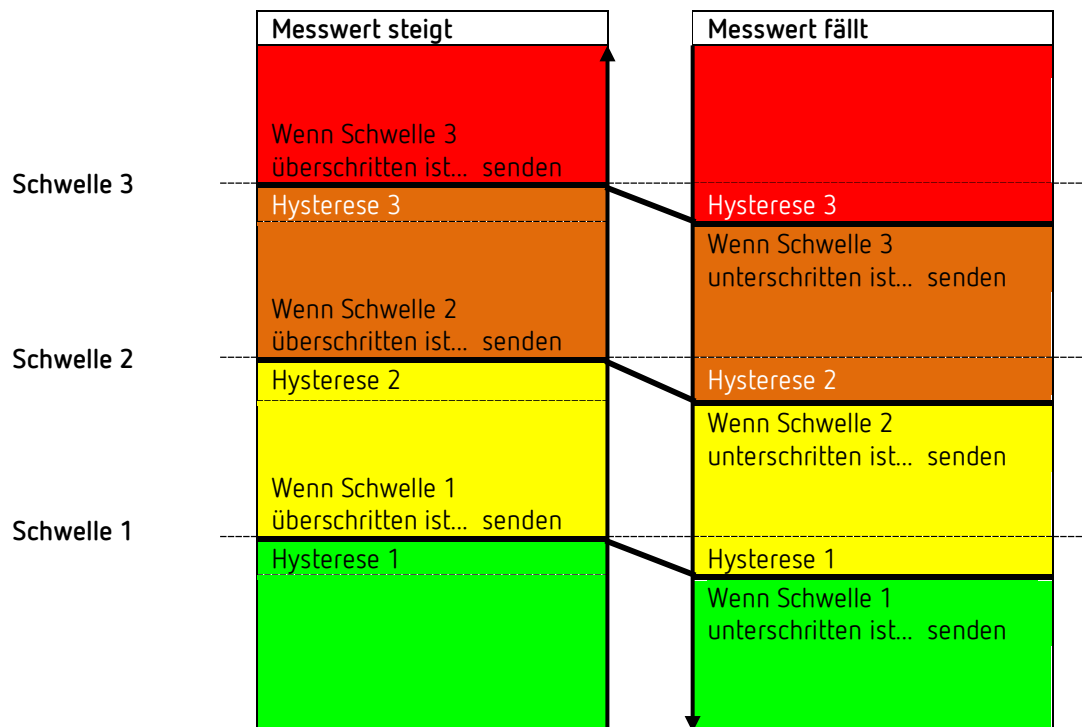 Messwert steigt
Messwert fällt
Wenn Schwelle 3
überschritten ist... senden
Schwelle 3
Hysterese 3
Hysterese 3
Wenn Schwelle 3
unterschritten ist... senden
Wenn Schwelle 2
überschritten ist... senden
Schwelle 2
Hysterese 2
Hysterese 2
Wenn Schwelle 2
unterschritten ist... senden
Wenn Schwelle 1
überschritten ist... senden
Schwelle 1
Hysterese 1
Hysterese 1
Wenn Schwelle 1
unterschritten ist... senden